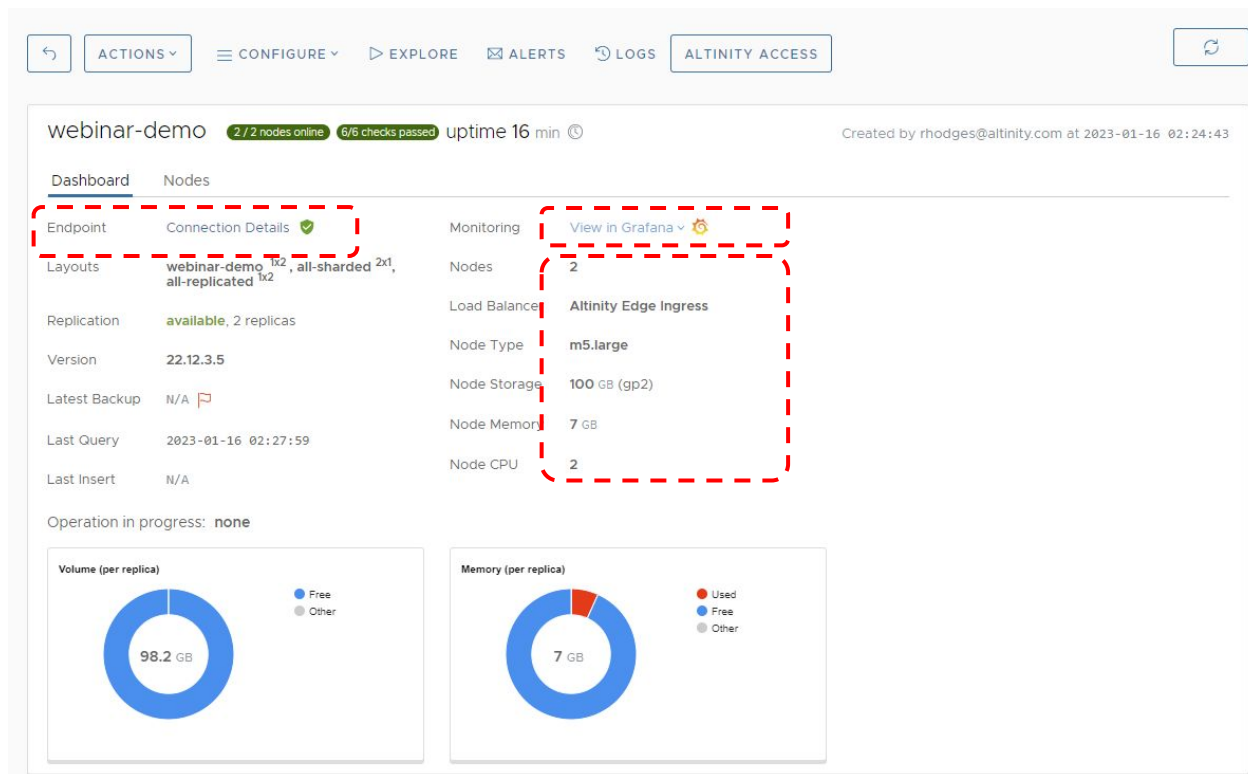 ACTIONS CONFIGURE EXPLORE ALERTS LOGS ALTINITY ACCESS
webinar-demo 2 / 2 nodes online 6/6 checks passed uptime 16 min Created by rhodges@altinity.com at 2023-01-16 02:24:43
Dashboard Nodes
Endpoint Connection Details
Layouts webinar-demo 1x2 , all-sharded 2x1,
all-replicated 1x2
Replication available, 2 replicas
Version 22.12.3.5
Latest Backup N/A
Last Query 2023-01-16 02:27:59
Last Insert N/A
Monitoring View in Grafana
Nodes 2
Load Balance Altinity Edge Ingress
Node Type m5.large
Node Storage 100 GB (gp2)
Node Memory 7 GB
Node CPU 2
Operation in progress: none
Volume (per replica)
Free
Other
98.2 GB
Memory (per replica)
Used
Free
Other
7 GB